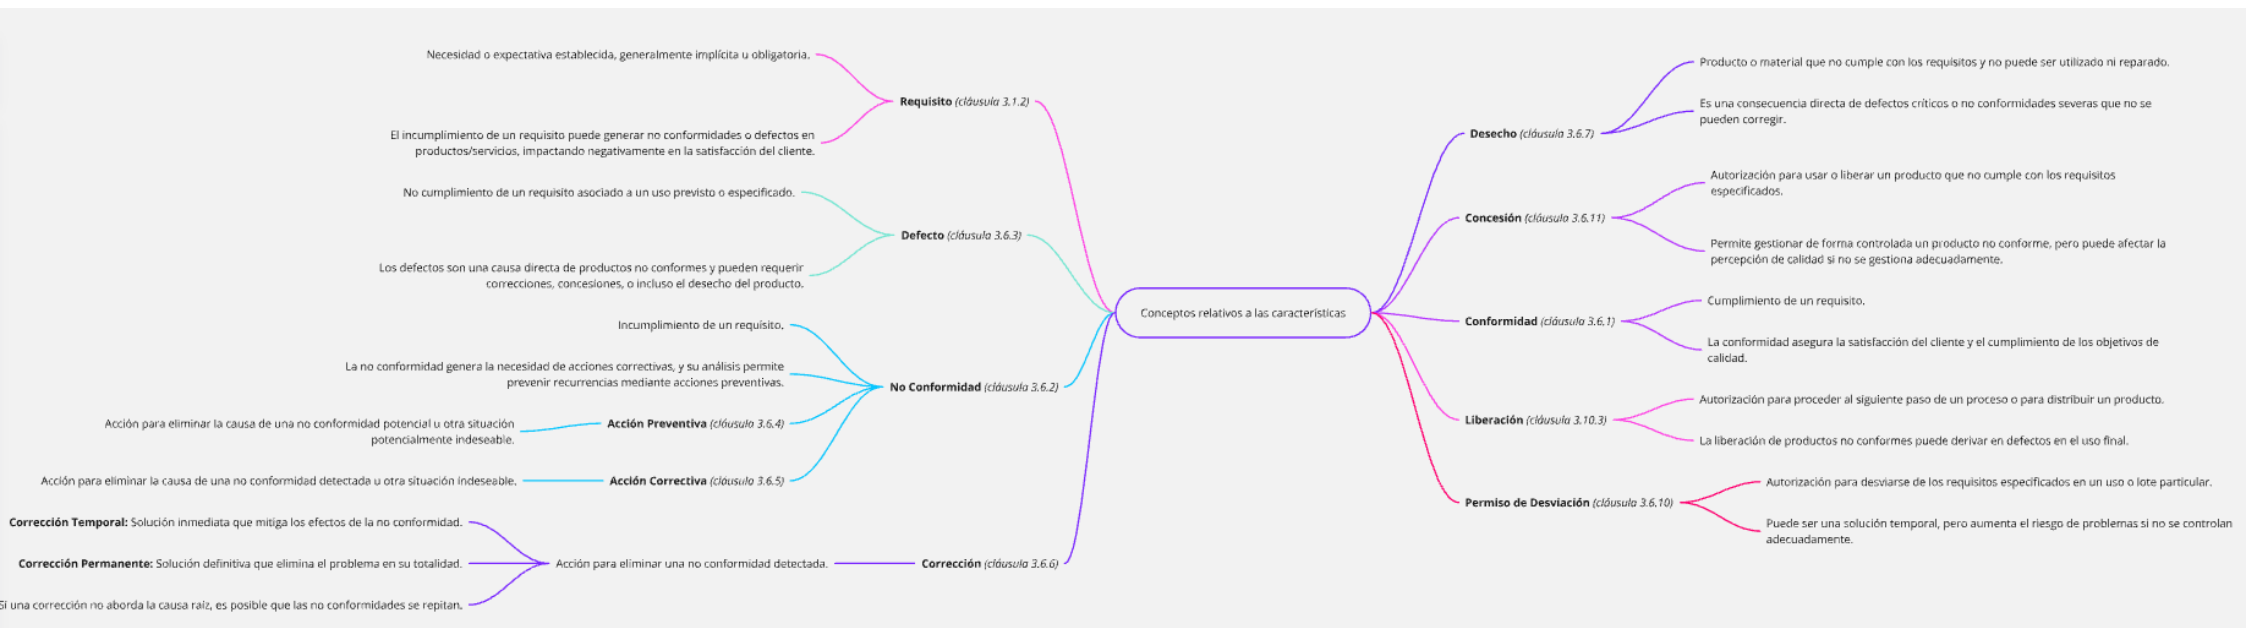 Conceptos relativos a las características
Requisito (cláusula 3.1.2)
Necesidad o expectativa establecida, generalmente implícita u obligatoria.
El incumplimiento de un requisito puede generar no conformidades o defectos en
productos/servicios, impactando negativamente en la satisfacción del cliente.
Defecto (cláusula 3.6.3)
No cumplimiento de un requisito asociado a un uso previsto o especificado.
Los defectos son una causa directa de productos no conformes y pueden requerir
correcciones, concesiones, o incluso el desecho del producto.
No Conformidad (cláusula 3.6.2)
Incumplimiento de un requisito.
La no conformidad genera la necesidad de acciones correctivas, y su análisis permite
prevenir recurrencias mediante acciones preventivas.
Acción Preventiva (cláusula 3.6.4)
Acción para eliminar la causa de una no conformidad potencial u otra situación
potencialmente indeseable.
Acción Correctiva (cláusula 3.6.5)
Acción para eliminar la causa de una no conformidad detectada u otra situación indeseable.
Corrección (cláusula 3.6.6)
Acción para eliminar una no conformidad detectada.
Corrección Temporal: Solución inmediata que mitiga los efectos de la no conformidad.
Corrección Permanente: Solución definitiva que elimina el problema en su totalidad.
Si una corrección no aborda la causa raíz, es posible que las no conformidades se repitan.
Desecho (cláusula 3.6.7)
Producto o material que no cumple con los requisitos y no puede ser utilizado ni reparado.
Es una consecuencia directa de defectos críticos o no conformidades severas que no se
pueden corregir.
Concesión (cláusula 3.6.11)
Autorización para usar o liberar un producto que no cumple con los requisitos
especificados.
Permite gestionar de forma controlada un producto no conforme, pero puede afectar la
percepción de calidad si no se gestiona adecuadamente.
Conformidad (cláusula 3.6.1)
Cumplimiento de un requisito.
La conformidad asegura la satisfacción del cliente y el cumplimiento de los objetivos de
calidad.
Liberación (cláusula 3.10.3)
Autorización para proceder al siguiente paso de un proceso o para distribuir un producto.
La liberación de productos no conformes puede derivar en defectos en el uso final.
Permiso de Desviación (cláusula 3.6.10)
Autorización para desviarse de los requisitos especificados en un uso o lote particular.
Puede ser una solución temporal, pero aumenta el riesgo de problemas si no se controlan
adecuadamente.